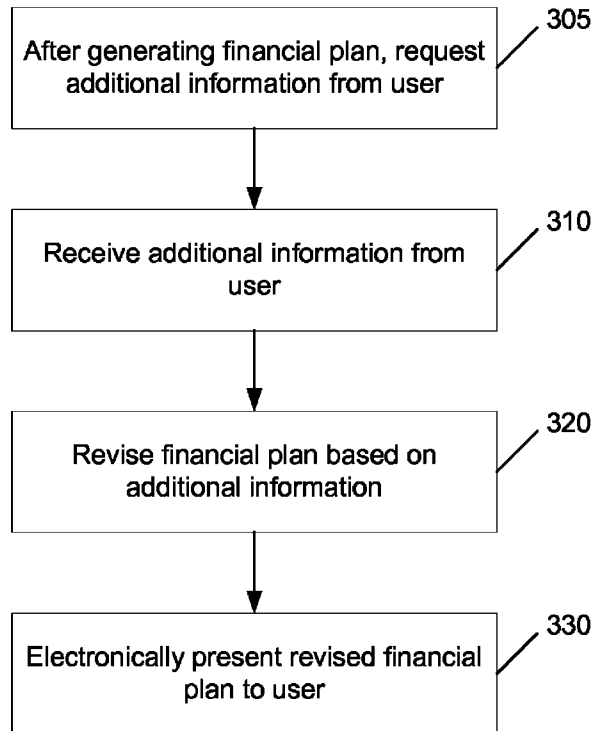 305
After generating financial plan, request
additional information from user
310
Receive additional information from
user
320
Revise financial plan based on
additional information
330
Electronically present revised financial
plan to user